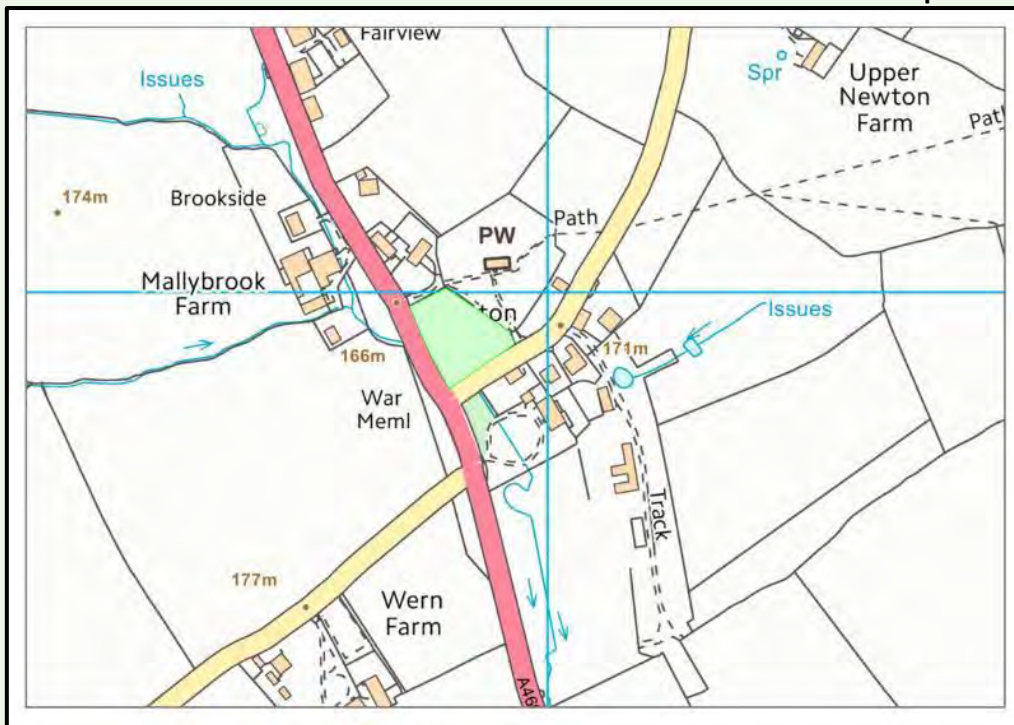 Fairview
Issues
Spr
Upper
Newton
Farm
Path
174m
Brookside
Path
PW
Mallybrook
Farm
ton
Issues
166m
171m
War
Meml
Track
177m
Wern
Farm